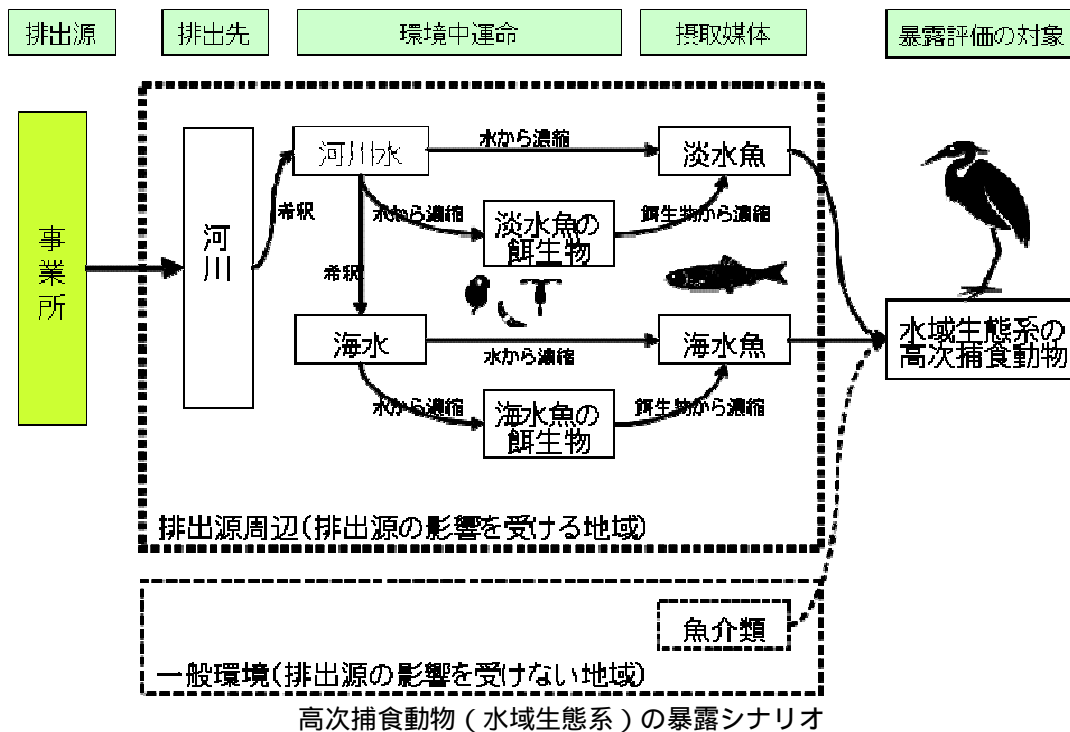 排出源
排出先
環境中運命
摂取媒体
暴露評価の対象
事業所
河川
希釈
河川水
水から濃縮
淡水魚
水から濃縮
淡水魚の
餌生物
餌生物から濃縮
希釈
海水
水から濃縮
海水魚
水から濃縮
海水魚の
餌生物
餌生物から濃縮
水域生態系の
高次捕食動物
排出源周辺(排出源の影響を受ける地域)
魚介類
一般環境(排出源の影響を受けない地域)
高次捕食動物(水域生態系)の暴露シナリオ